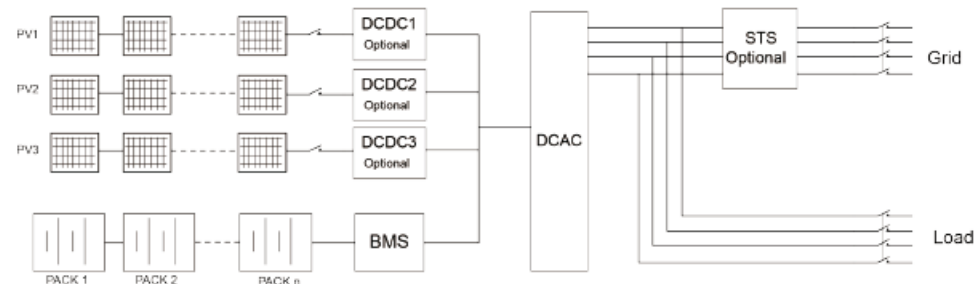 PV1
DCDC1
Optional
PV2
DCDC2
Optional
PV3
DCDC3
Optional
PACK 1
PACK 2
PACK n
BMS
DCAC
STS
Optional
Grid
Load